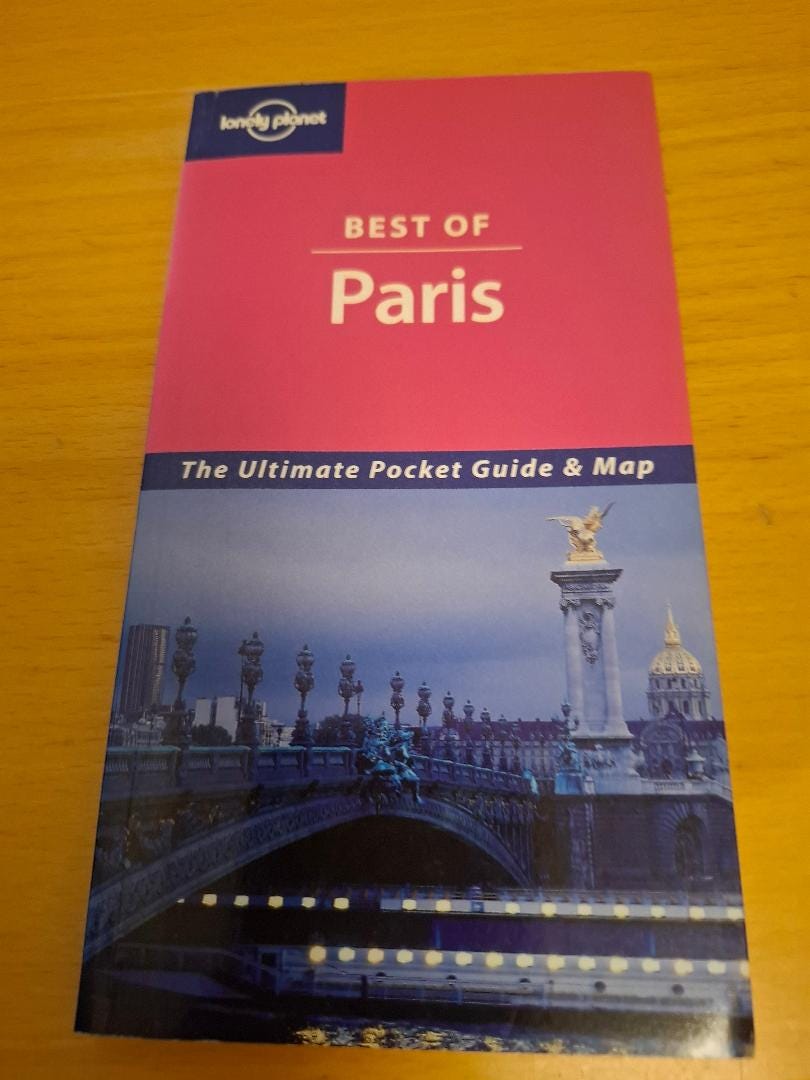 lonely planet
BEST OF
Paris
The Ultimate Pocket Guide & Map